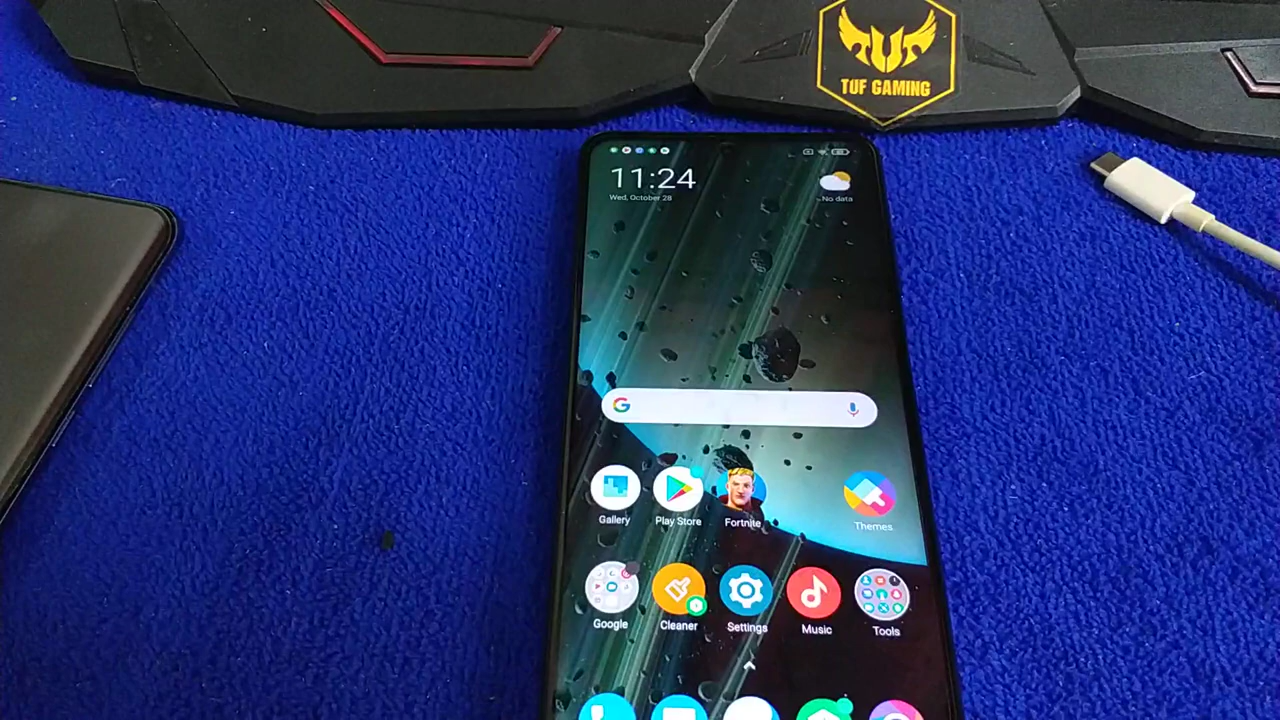 TUF
TUF GAMING
11:24
Wed, October 28
No data
Gallery
Play Store
Fortnite
Themes
Google
Cleaner
Settings
Music
Tools